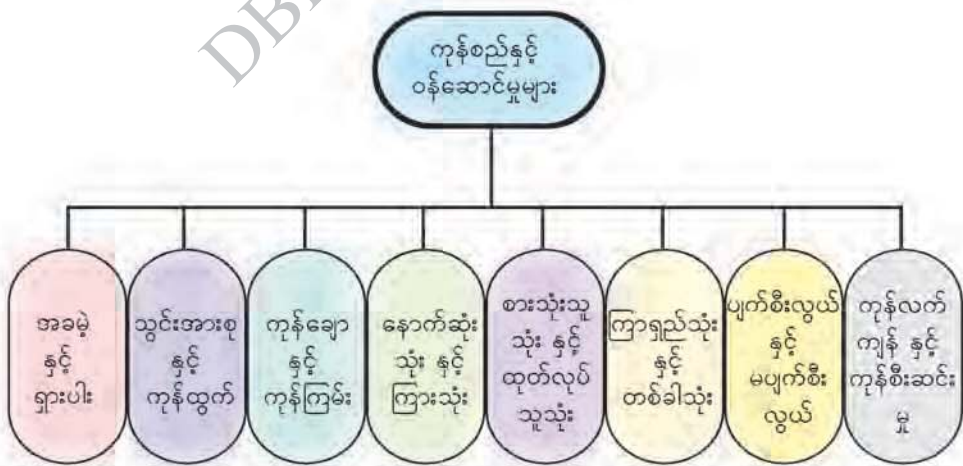 ကုန်စည်နှင့်
ဝန်ဆောင်မှုများ
အခမဲ့
နှင့်
ရှားပါး
သွင်းအားစု
နှင့်
ကုန်ထွက်
ကုန်ချော
နှင့်
ကုန်ကြမ်း
နောက်ဆုံး
သုံး နှင့်
ကြားသုံး
စားသုံးသူ
သုံး နှင့်
ထုတ်လုပ်
သူသုံး
ကြာရှည်သုံး
နှင့်
တစ်ခါသုံး
ပျက်စီးလွယ်
နှင့်
မပျက်စီး
လွယ်
ကုန်လက်
ကျန် နှင့်
ကုန်စီးဆင်း
မှု